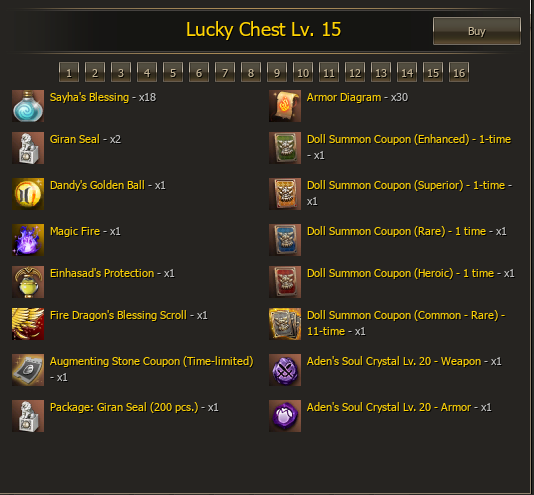 Lucky Chest Lv. 15
Buy
1 2 3 4 5 6 7 8 9 10 11 12 13 14 15 16
Sayha's Blessing - x18
Armor Diagram - x30
Giran Seal - x2
Doll Summon Coupon (Enhanced) - 1-time
- x1
Dandy's Golden Ball - x1
Doll Summon Coupon (Superior) - 1-time -
x1
Magic Fire - x1
Doll Summon Coupon (Rare) - 1 time - x1
Einhasad's Protection - x1
Doll Summon Coupon (Heroic) - 1 time - x1
Fire Dragon's Blessing Scroll - x1
Doll Summon Coupon (Common - Rare) -
11-time - x1
Augmenting Stone Coupon (Time-limited)
- x1
Aden's Soul Crystal Lv. 20 - Weapon - x1
Package: Giran Seal (200 pcs.) - x1
Aden's Soul Crystal Lv. 20 - Armor - x1